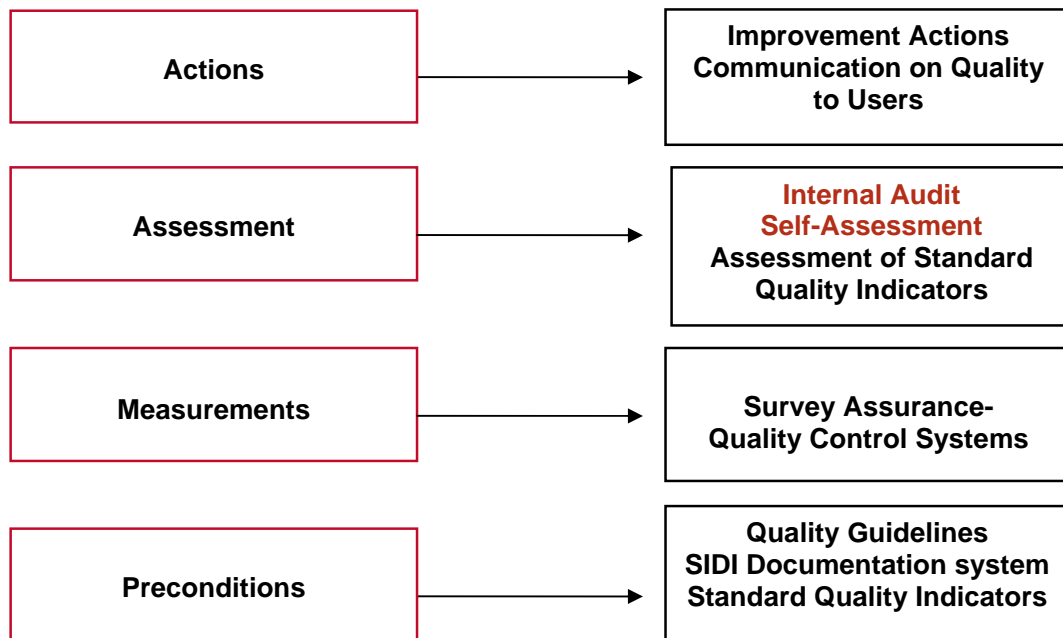 Actions
Improvement Actions
Communication on Quality
to Users
Assessment
Internal Audit
Self-Assessment
Assessment of Standard
Quality Indicators
Measurements
Survey Assurance-
Quality Control Systems
Preconditions
Quality Guidelines
SIDI Documentation system
Standard Quality Indicators